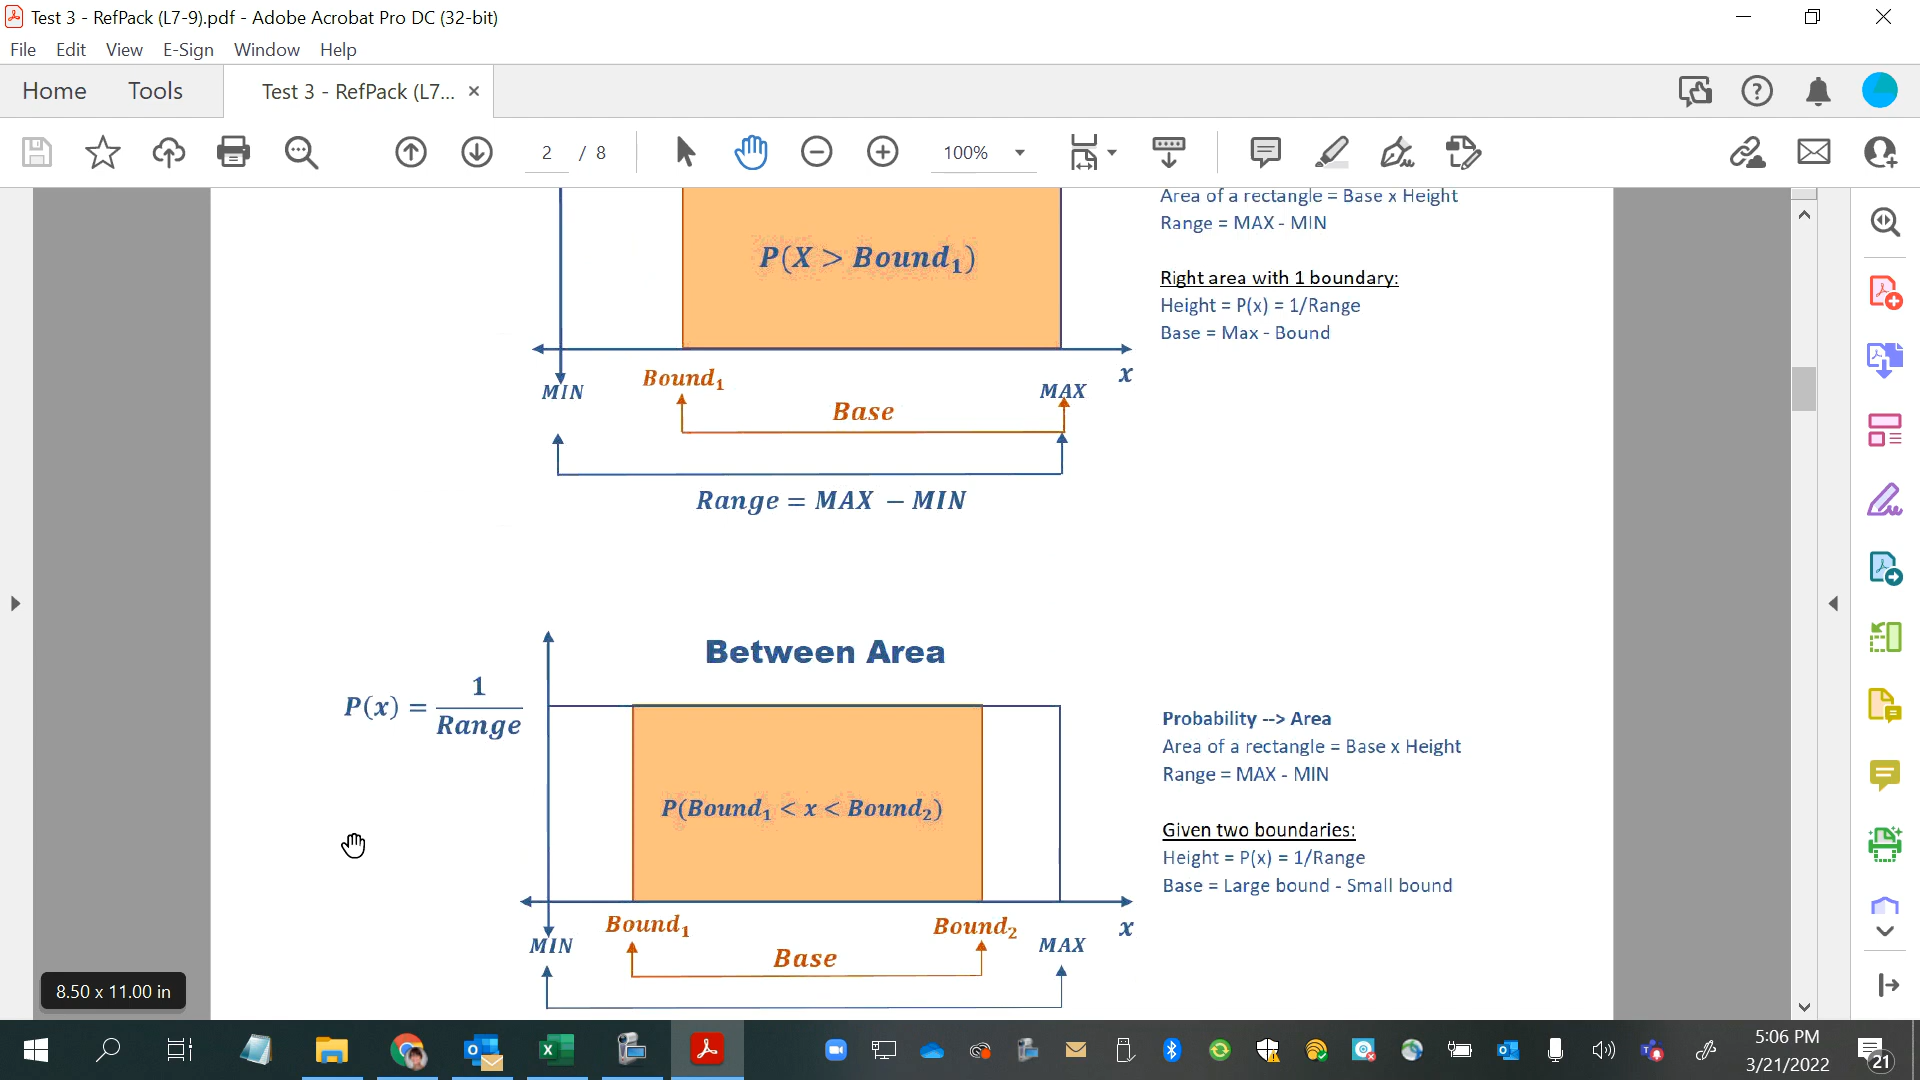 Test 3 - RefPack (L7-9).pdf - Adobe Acrobat Pro DC (32-bit)
File Edit View E-Sign Window Help
Home Tools Test 3 - RefPack (L7... ×
2 / 8 100%
Area of a rectangle = Base x Height
Range = MAX - MIN
P(X > Bound₁)
Right area with 1 boundary:
Height = P(x) = 1/Range
Base = Max - Bound
MIN Bound₁ MAX x
Base
Range = MAX − MIN
Between Area
P(x) = 1/Range
Probability --> Area
Area of a rectangle = Base x Height
Range = MAX - MIN
P(Bound₁ < x < Bound₂)
Given two boundaries:
Height = P(x) = 1/Range
Base = Large bound - Small bound
MIN Bound₁ Bound₂ MAX x
Base
8.50 x 11.00 in
5:06 PM
3/21/2022
21